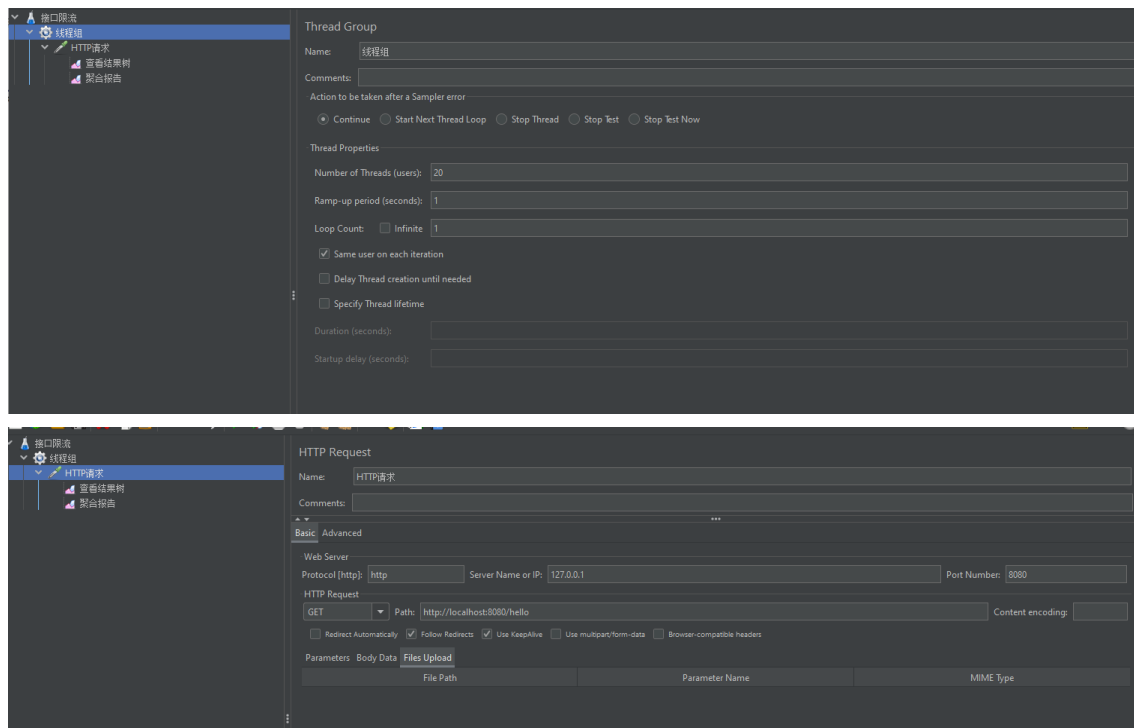 接口限流
线程组
HTTP请求
查看结果树
聚合报告
Thread Group
Name: 线程组
Comments:
Action to be taken after a Sampler error
Continue Start Next Thread Loop Stop Thread Stop Test Stop Test Now
Thread Properties
Number of Threads (users): 20
Ramp-up period (seconds): 1
Loop Count: Infinite 1
Same user on each iteration
Delay Thread creation until needed
Specify Thread lifetime
Duration (seconds):
Startup delay (seconds):
接口限流
线程组
HTTP请求
查看结果树
聚合报告
HTTP Request
Name: HTTP请求
Comments:
Basic Advanced
Web Server
Protocol [http]: http Server Name or IP: 127.0.0.1 Port Number: 8080
HTTP Request
GET Path: http://localhost:8080/hello Content encoding:
Redirect Automatically Follow Redirects Use KeepAlive Use multipart/form-data Browser-compatible headers
Parameters Body Data Files Upload
File Path Parameter Name MIME Type